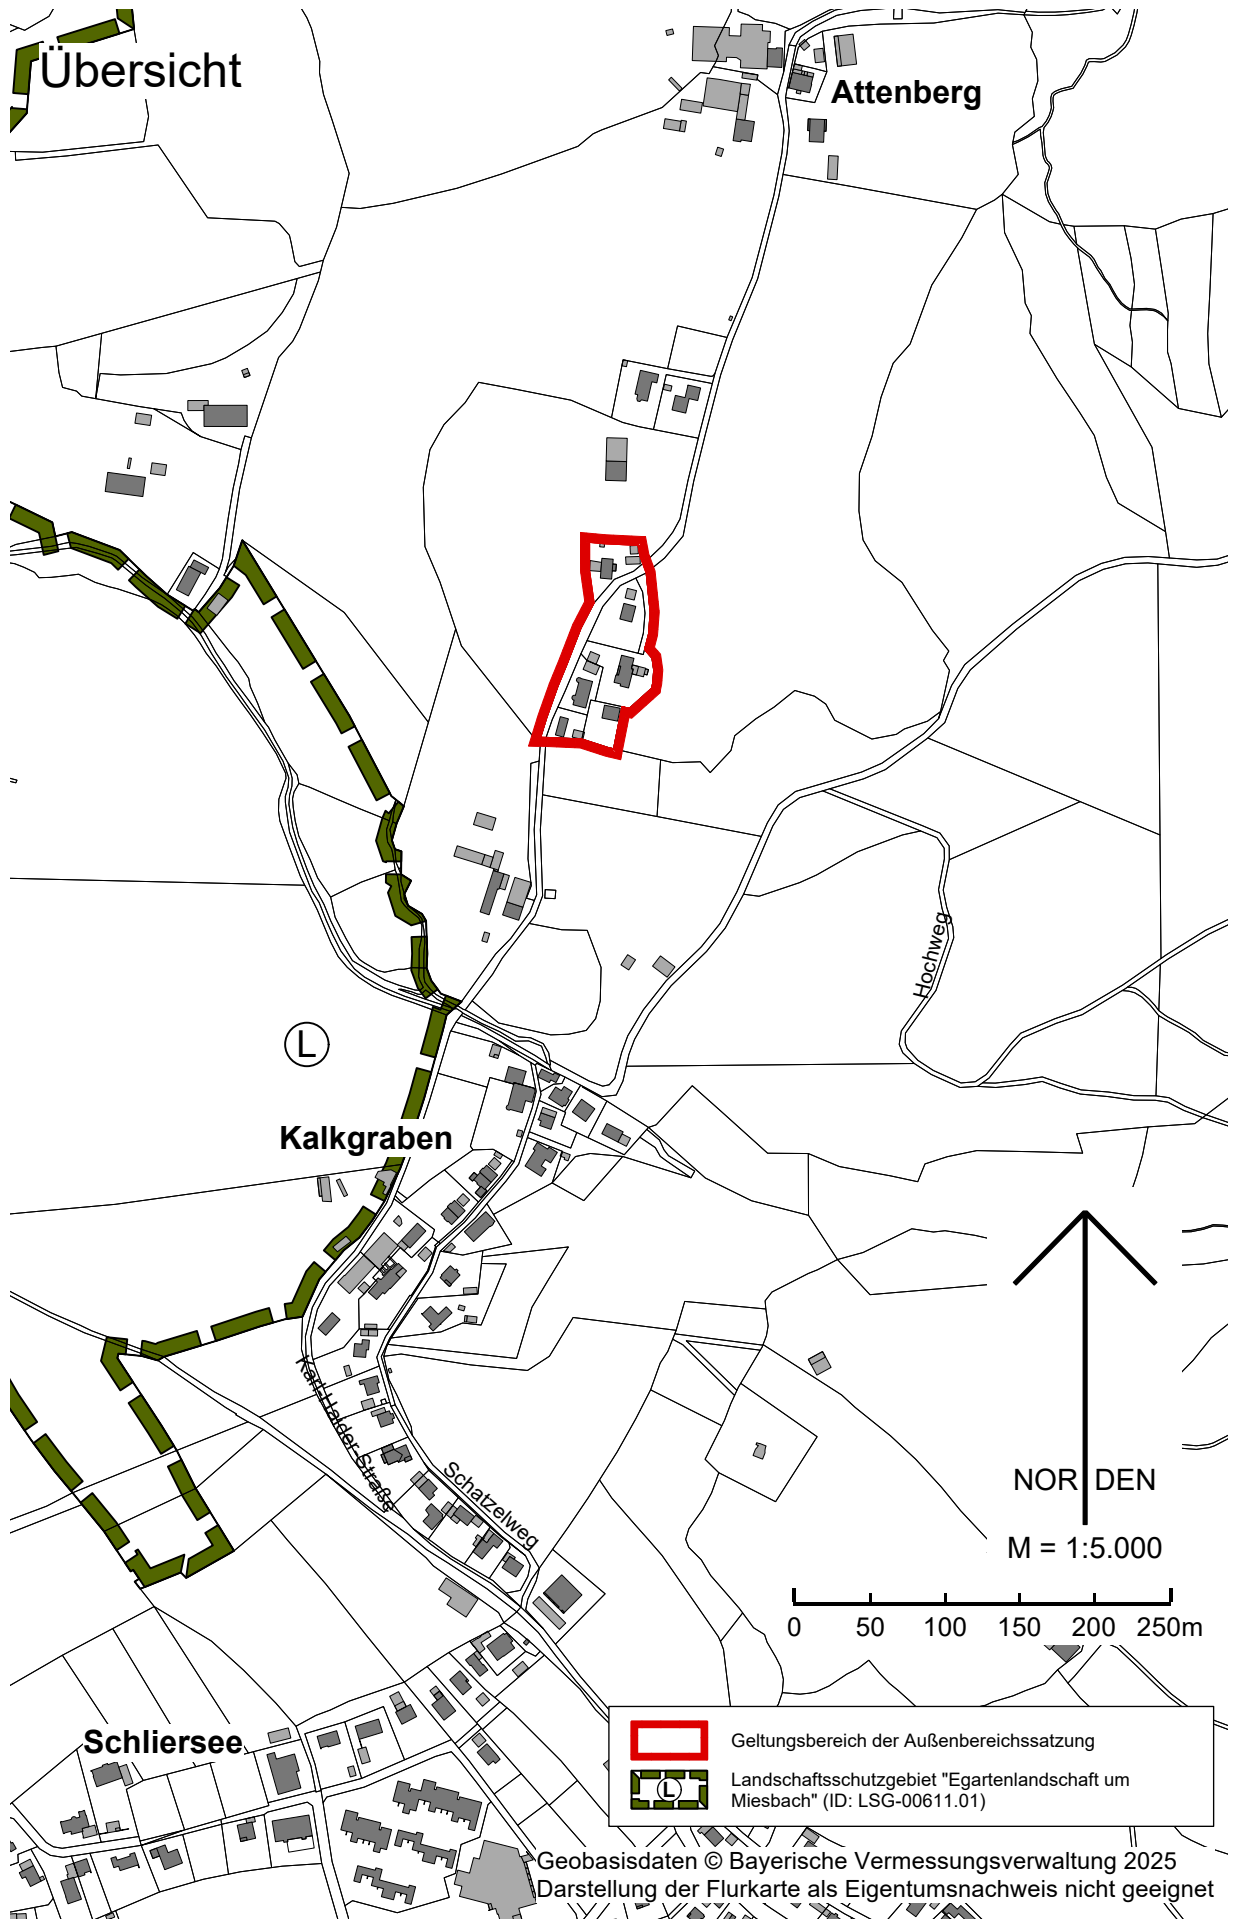 Übersicht
Attenberg
Hochweg
L
Kalkgraben
Karl-Haider-Straße
Schatzelweg
NORDEN
M = 1:5.000
0 50 100 150 200 250m
Schliersee
Geltungsbereich der Außenbereichssatzung
L
Landschaftsschutzgebiet "Egartenlandschaft um
Miesbach" (ID: LSG-00611.01)
Geobasisdaten © Bayerische Vermessungsverwaltung 2025
Darstellung der Flurkarte als Eigentumsnachweis nicht geeignet